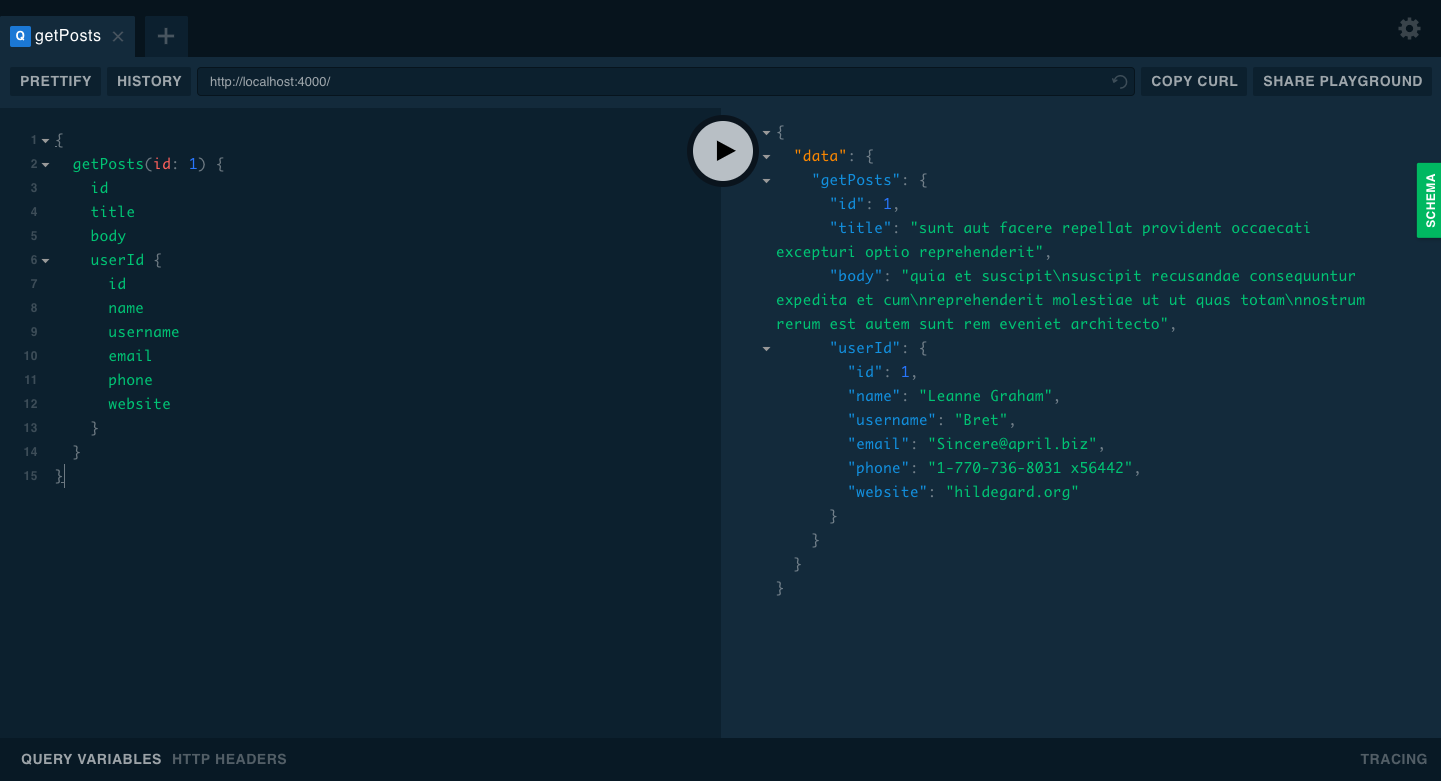 Q getPosts
PRETTIFY HISTORY http://localhost:4000/ COPY CURL SHARE PLAYGROUND
1 {
2 getPosts(id: 1) {
3 id
4 title
5 body
6 userId {
7 id
8 name
9 username
10 email
11 phone
12 website
13 }
14 }
15 }
{
"data": {
"getPosts": {
"id": 1,
"title": "sunt aut facere repellat provident occaecati
excepturi optio reprehenderit",
"body": "quia et suscipit\nsuscipit recusandae consequuntur
expedita et cum\nreprehenderit molestiae ut ut quas totam\nnostrum
rerum est autem sunt rem eveniet architecto",
"userId": {
"id": 1,
"name": "Leanne Graham",
"username": "Bret",
"email": "Sincere@april.biz",
"phone": "1-770-736-8031 x56442",
"website": "hildegard.org"
}
}
}
}
SCHEMA
QUERY VARIABLES HTTP HEADERS
TRACING